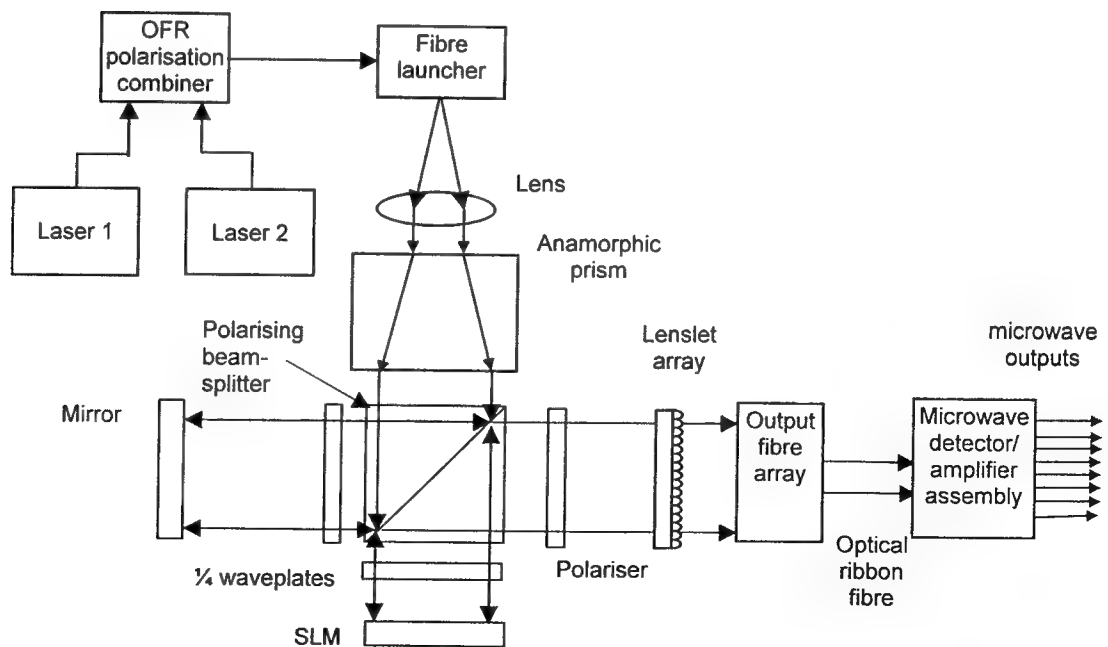 OFR
polarisation
combiner
Fibre
launcher
Laser 1
Laser 2
Lens
Anamorphic
prism
Polarising
beam-
splitter
Lenslet
array
microwave
outputs
Mirror
Output
fibre
array
Microwave
detector/
amplifier
assembly
¼ waveplates
Polariser
Optical
ribbon
fibre
SLM